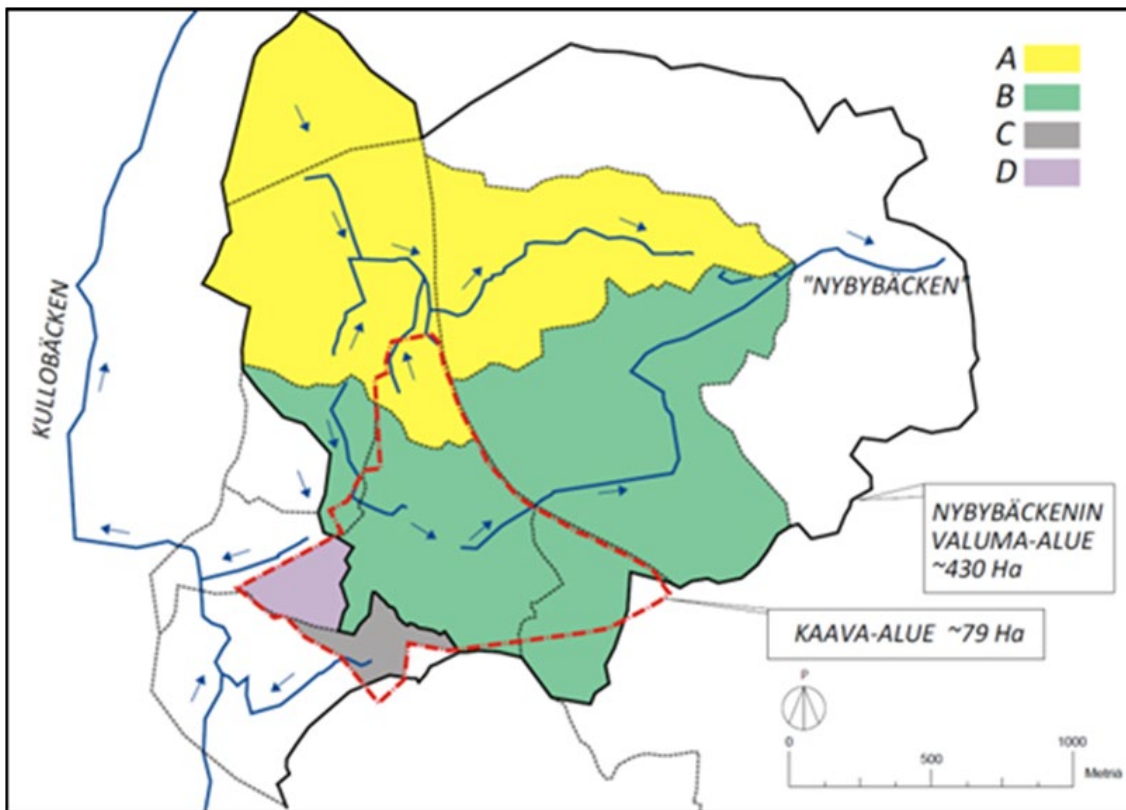 A
B
C
D
KULLOBÄCKEN
"NYBYBÄCKEN"
NYBYBÄCKENIN
VALUMA-ALUE
~430 Ha
KAAVA-ALUE ~79 Ha
P
0
500
1000
Metriä